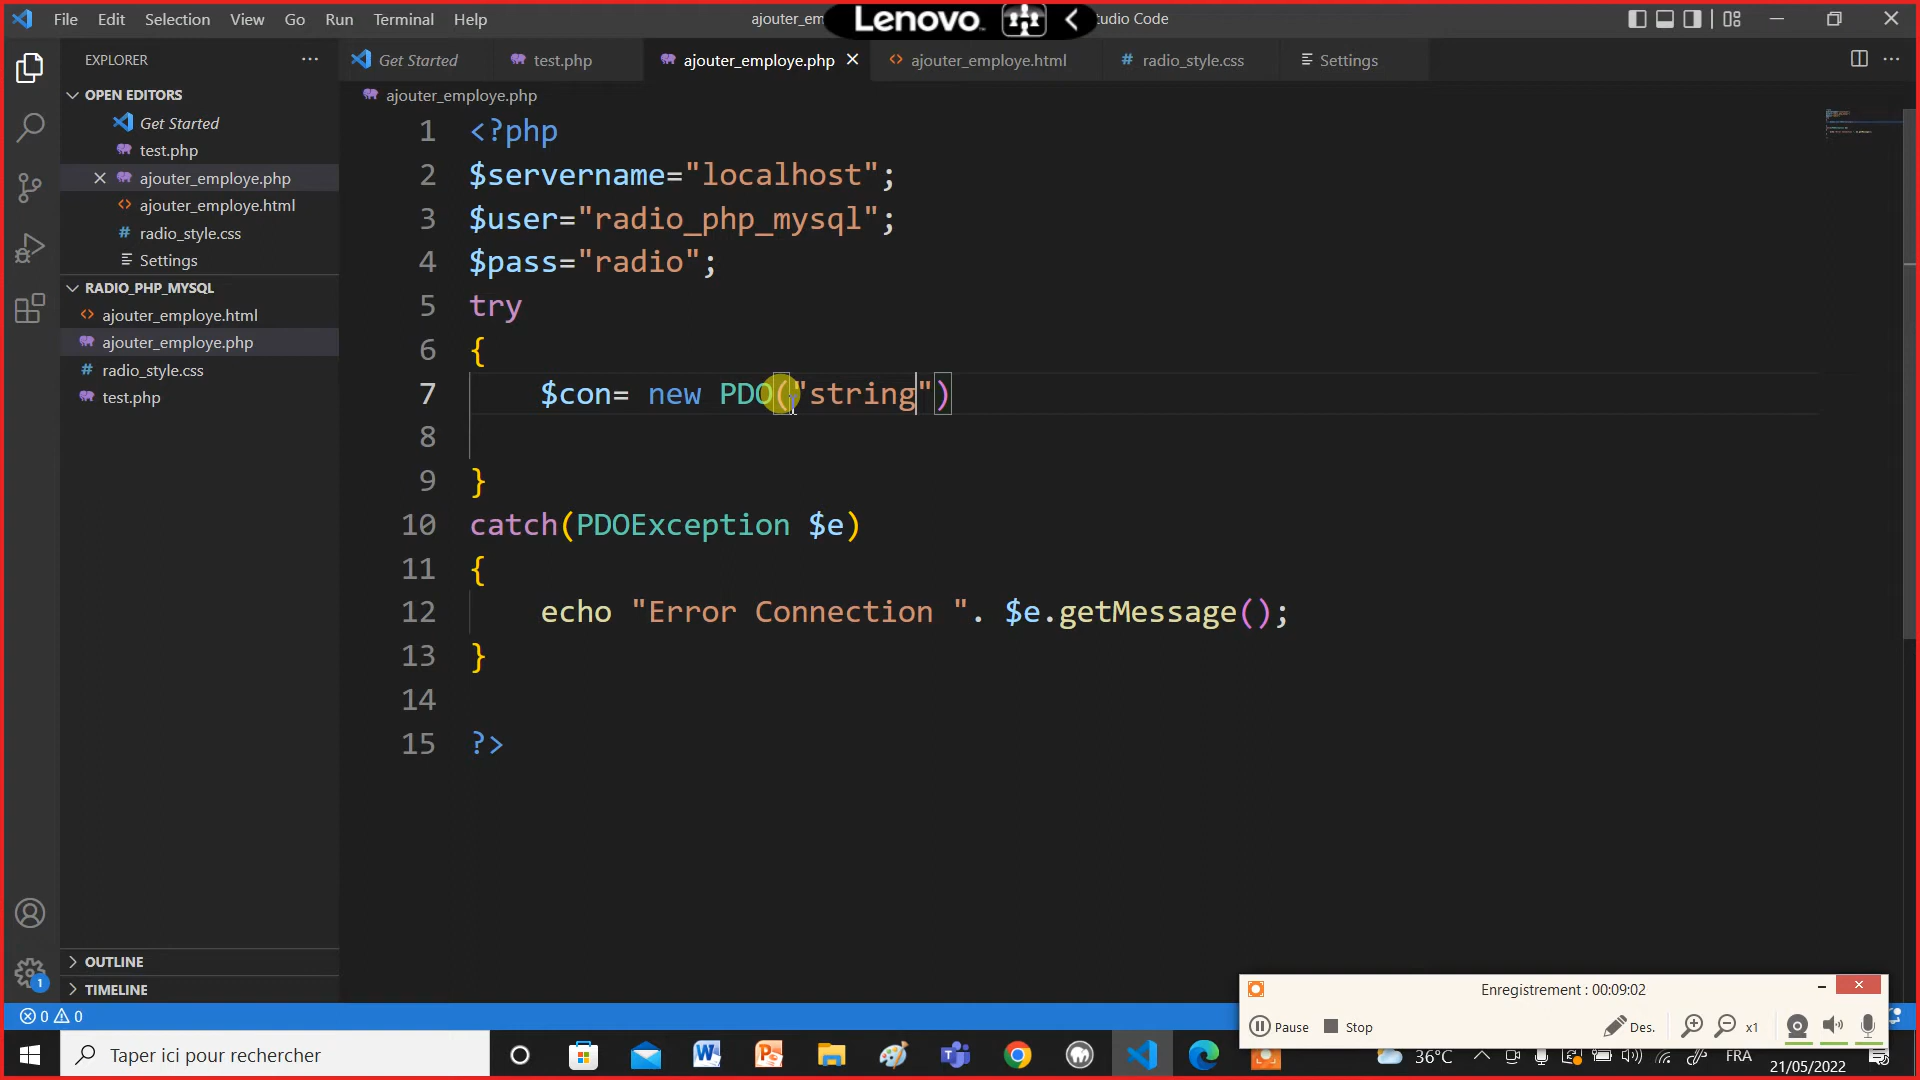 File Edit Selection View Go Run Terminal Help
ajouter_em
Lenovo
tudio Code
EXPLORER
Get Started
test.php
ajouter_employe.php
ajouter_employe.html
radio_style.css
Settings
OPEN EDITORS
Get Started
test.php
ajouter_employe.php
ajouter_employe.html
radio_style.css
Settings
RADIO_PHP_MYSQL
ajouter_employe.html
ajouter_employe.php
radio_style.css
test.php
OUTLINE
TIMELINE
ajouter_employe.php
1 <?php
2 $servername="localhost";
3 $user="radio_php_mysql";
4 $pass="radio";
5 try
6 {
7 $con= new PDO("string")
8
9 }
10 catch(PDOException $e)
11 {
12 echo "Error Connection ". $e.getMessage();
13 }
14
15 ?>
1
0 0
Enregistrement : 00:09:02
Pause Stop Des. x1
Taper ici pour rechercher
36°C
FRA
21/05/2022